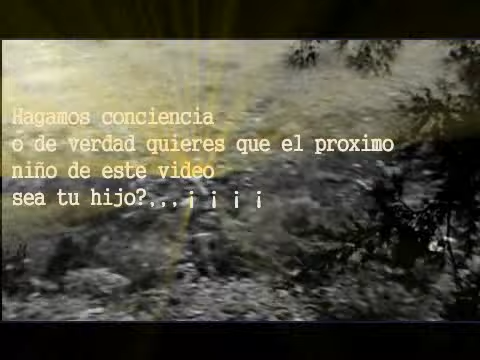 Hagamos conciencia
o de verdad quieres que el proximo
niño de este video
sea tu hijo?,,,¡ ¡ ¡ ¡